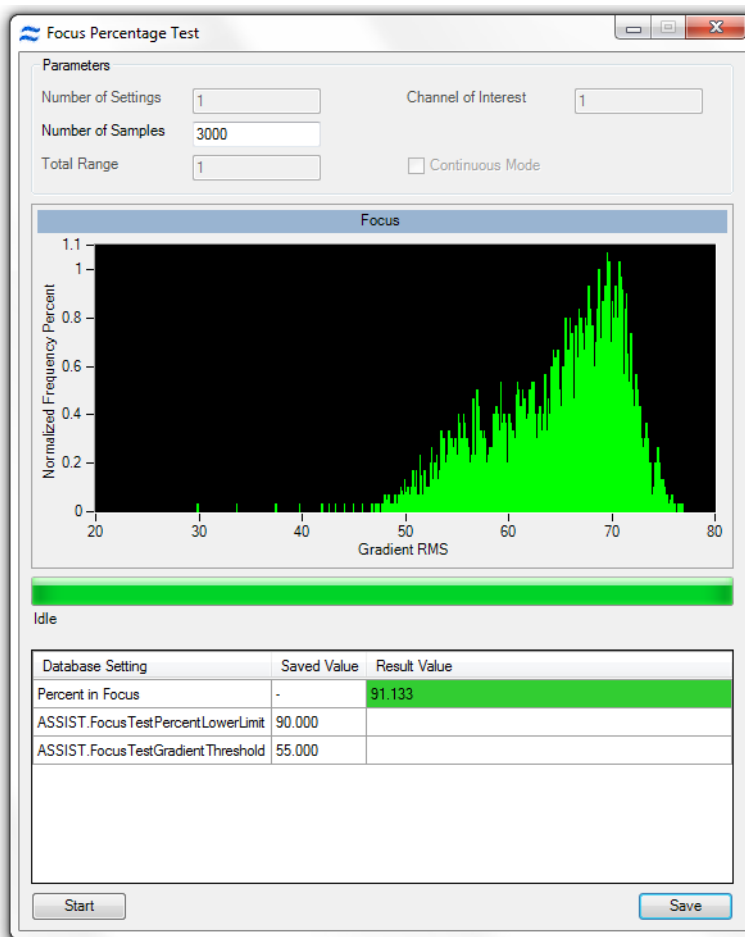 Focus Percentage Test
Parameters
Number of Settings 1 Channel of Interest 1
Number of Samples 3000
Total Range 1 Continuous Mode
Focus
Normalized Frequency Percent
1.1
1
0.8
0.6
0.4
0.2
0
20 30 40 50 60 70 80
Gradient RMS
Idle
Database Setting Saved Value Result Value
Percent in Focus - 91.133
ASSIST.FocusTestPercentLowerLimit 90.000
ASSIST.FocusTestGradientThreshold 55.000
Start Save